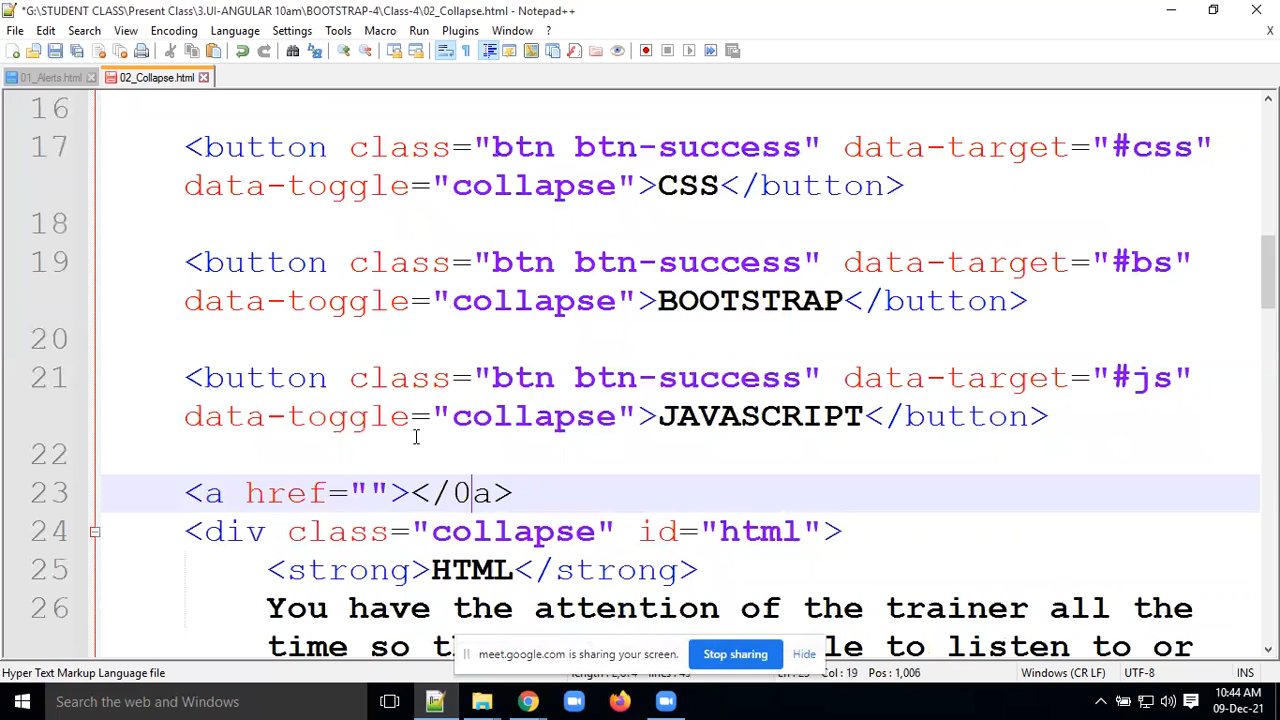 *G:\STUDENT CLASS\Present Class\3.UI-ANGULAR 10am\BOOTSTRAP-4\Class-4\02_Collapse.html - Notepad++
File Edit Search View Encoding Language Settings Tools Macro Run Plugins Window ? X
01_Alerts.html 02_Collapse.html
16
17 <button class="btn btn-success" data-target="#css"
data-toggle="collapse">CSS</button>
18
19 <button class="btn btn-success" data-target="#bs"
data-toggle="collapse">BOOTSTRAP</button>
20
21 <button class="btn btn-success" data-target="#js"
data-toggle="collapse">JAVASCRIPT</button>
22
23 <a href=""></0a>
24 <div class="collapse" id="html">
25 <strong>HTML</strong>
26 You have the attention of the trainer all the
time so to listen to or
meet.google.com is sharing your screen. Stop sharing Hide
Hyper Text Markup Language file Col : 19 Pos : 1,006 Windows (CR LF) UTF-8 INS
Search the web and Windows
10:44 AM
09-Dec-21